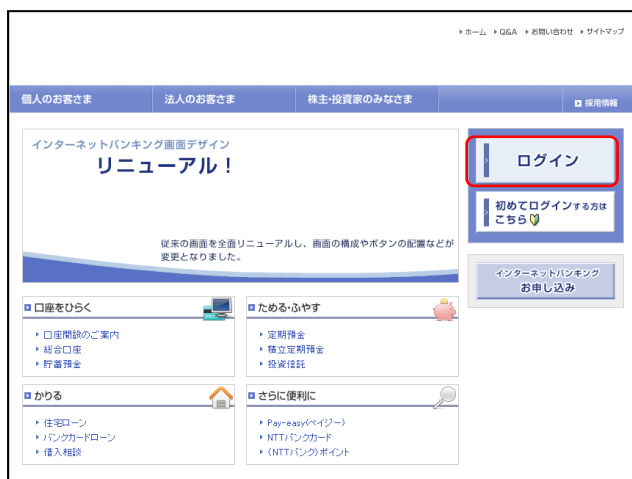 ホーム Q&A お問い合わせ サイトマップ
個人のお客さま 法人のお客さま 株主・投資家のみなさま 採用情報
インターネットバンキング画面デザイン
リニューアル！
従来の画面を全面リニューアルし、画面の構成やボタンの配置などが
変更となりました。
ログイン
初めてログインする方は
こちら
インターネットバンキング
お申し込み
口座をひらく
口座開設のご案内
総合口座
貯蓄預金
ためる・ふやす
定期預金
積立定期預金
投資信託
かりる
住宅ローン
バンクカードローン
借入相談
さらに便利に
Pay-easy(ペイジー)
NTTバンクカード
(NTTバンク)ポイント